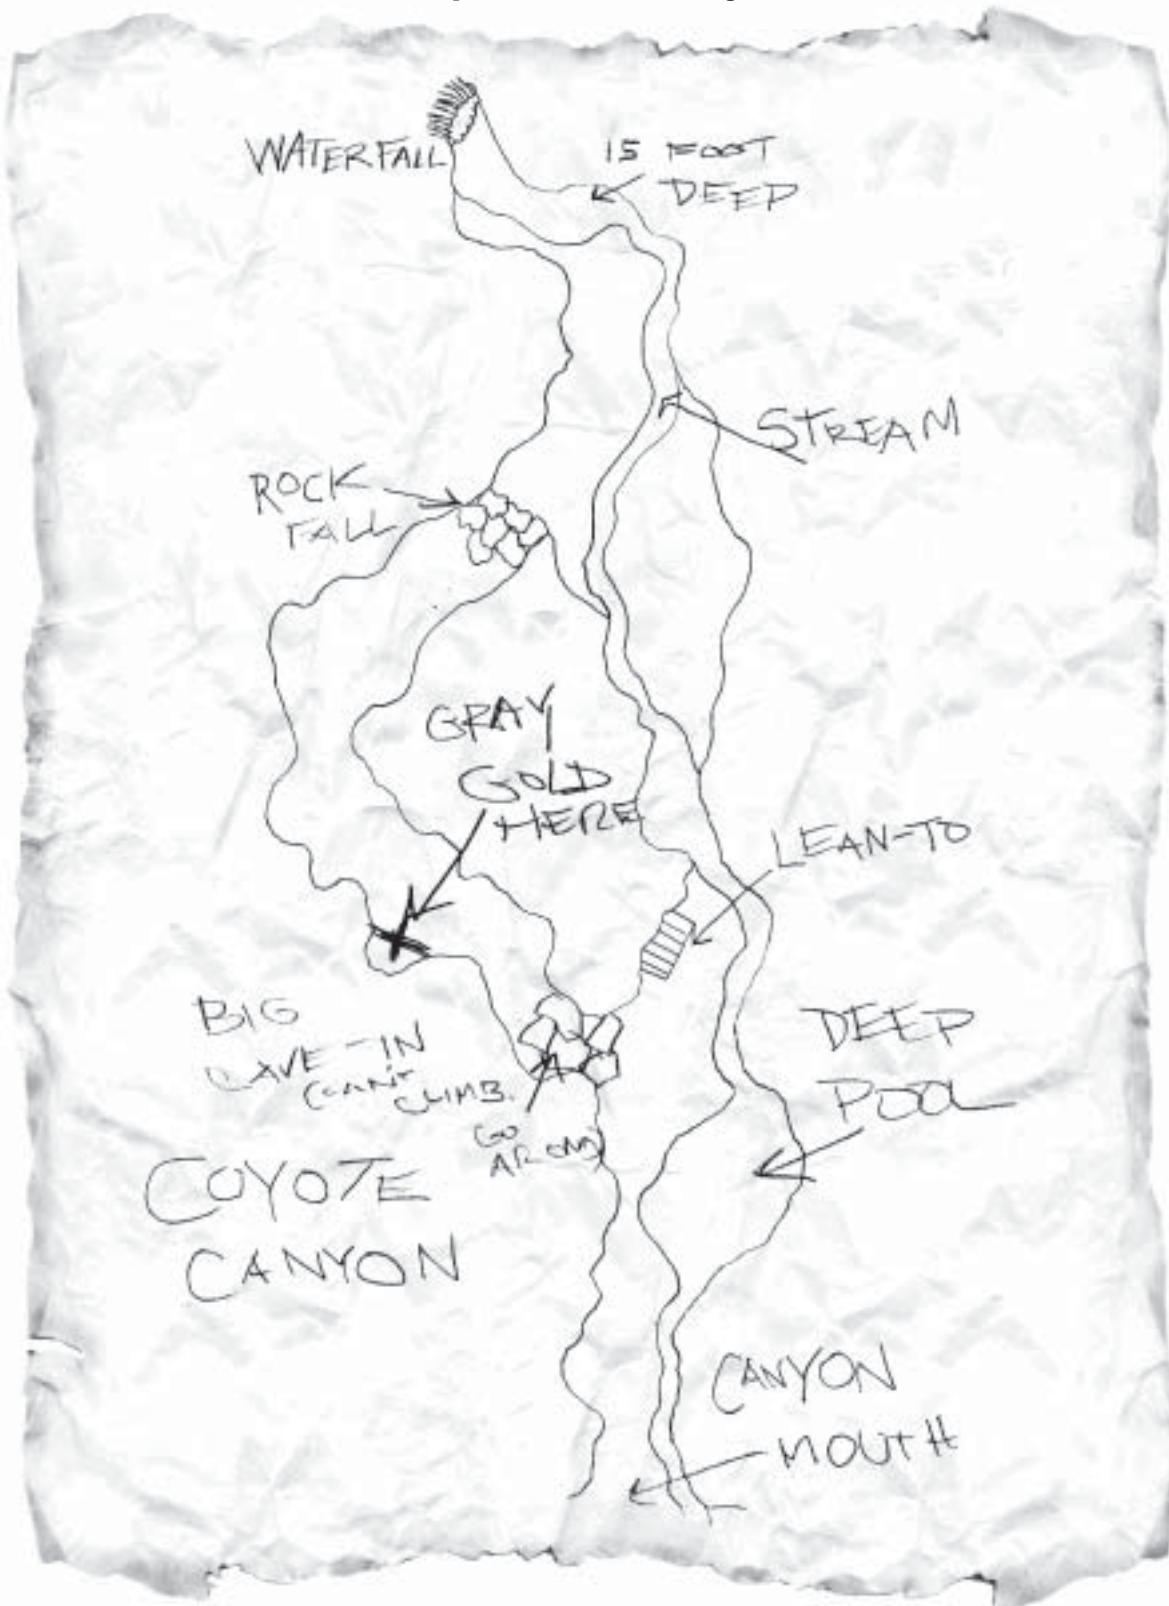 WATERFALL
15 FOOT
DEEP
STREAM
ROCK
FALL
GRAY
GOLD
HERE
LEAN-TO
BIG
CAVE-IN
CAN'T
CLIMB.
GO
AROUND
DEEP
POOL
COYOTE
CANYON
CANYON
MOUTH